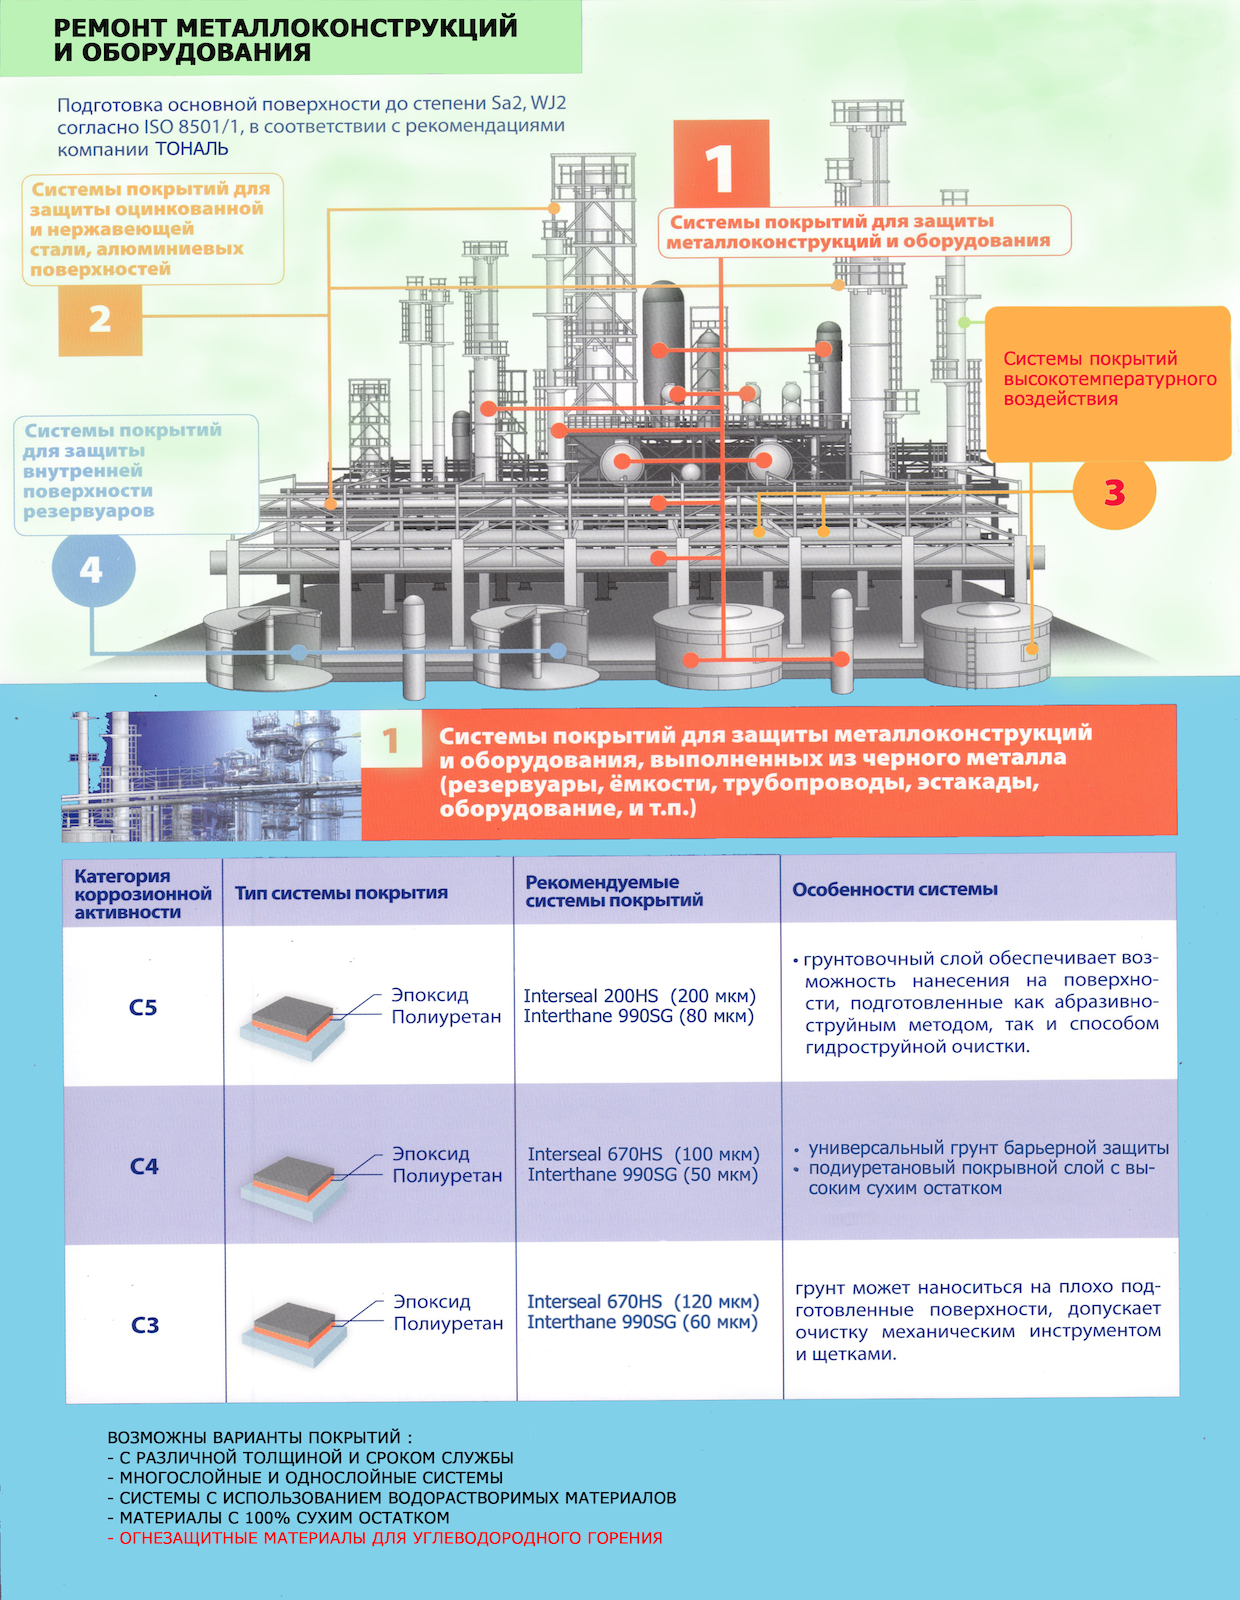 РЕМОНТ МЕТАЛЛОКОНСТРУКЦИЙ
И ОБОРУДОВАНИЯ
Подготовка основной поверхности до степени Sa2, WJ2
согласно ISO 8501/1, в соответствии с рекомендациями
компании ТОНАЛЬ
1
Системы покрытий для защиты
металлоконструкций и оборудования
Системы покрытий для
защиты оцинкованной
и нержавеющей
стали, алюминиевых
поверхностей
2
Системы покрытий
высокотемпературного
воздействия
3
Системы покрытий
для защиты
внутренней
поверхности
резервуаров
4
1
Системы покрытий для защиты металлоконструкций
и оборудования, выполненных из черного металла
(резервуары, ёмкости, трубопроводы, эстакады,
оборудование, и т.п.)
Категория
коррозионной
активности
Тип системы покрытия
Рекомендуемые
системы покрытий
Особенности системы
С5
Эпоксид
Полиуретан
Interseal 200HS (200 мкм)
Interthane 990SG (80 мкм)
• грунтовочный слой обеспечивает воз-
можность нанесения на поверхно-
сти, подготовленные как абразивно-
струйным методом, так и способом
гидроструйной очистки.
С4
Эпоксид
Полиуретан
Interseal 670HS (100 мкм)
Interthane 990SG (50 мкм)
• универсальный грунт барьерной защиты
• подиуретановый покрывной слой с вы-
соким сухим остатком
С3
Эпоксид
Полиуретан
Interseal 670HS (120 мкм)
Interthane 990SG (60 мкм)
грунт может наноситься на плохо под-
готовленные поверхности, допускает
очистку механическим инструментом
и щетками.
ВОЗМОЖНЫ ВАРИАНТЫ ПОКРЫТИЙ :
- С РАЗЛИЧНОЙ ТОЛЩИНОЙ И СРОКОМ СЛУЖБЫ
- МНОГОСЛОЙНЫЕ И ОДНОСЛОЙНЫЕ СИСТЕМЫ
- СИСТЕМЫ С ИСПОЛЬЗОВАНИЕМ ВОДОРАСТВОРИМЫХ МАТЕРИАЛОВ
- МАТЕРИАЛЫ С 100% СУХИМ ОСТАТКОМ
- ОГНЕЗАЩИТНЫЕ МАТЕРИАЛЫ ДЛЯ УГЛЕВОДОРОДНОГО ГОРЕНИЯ